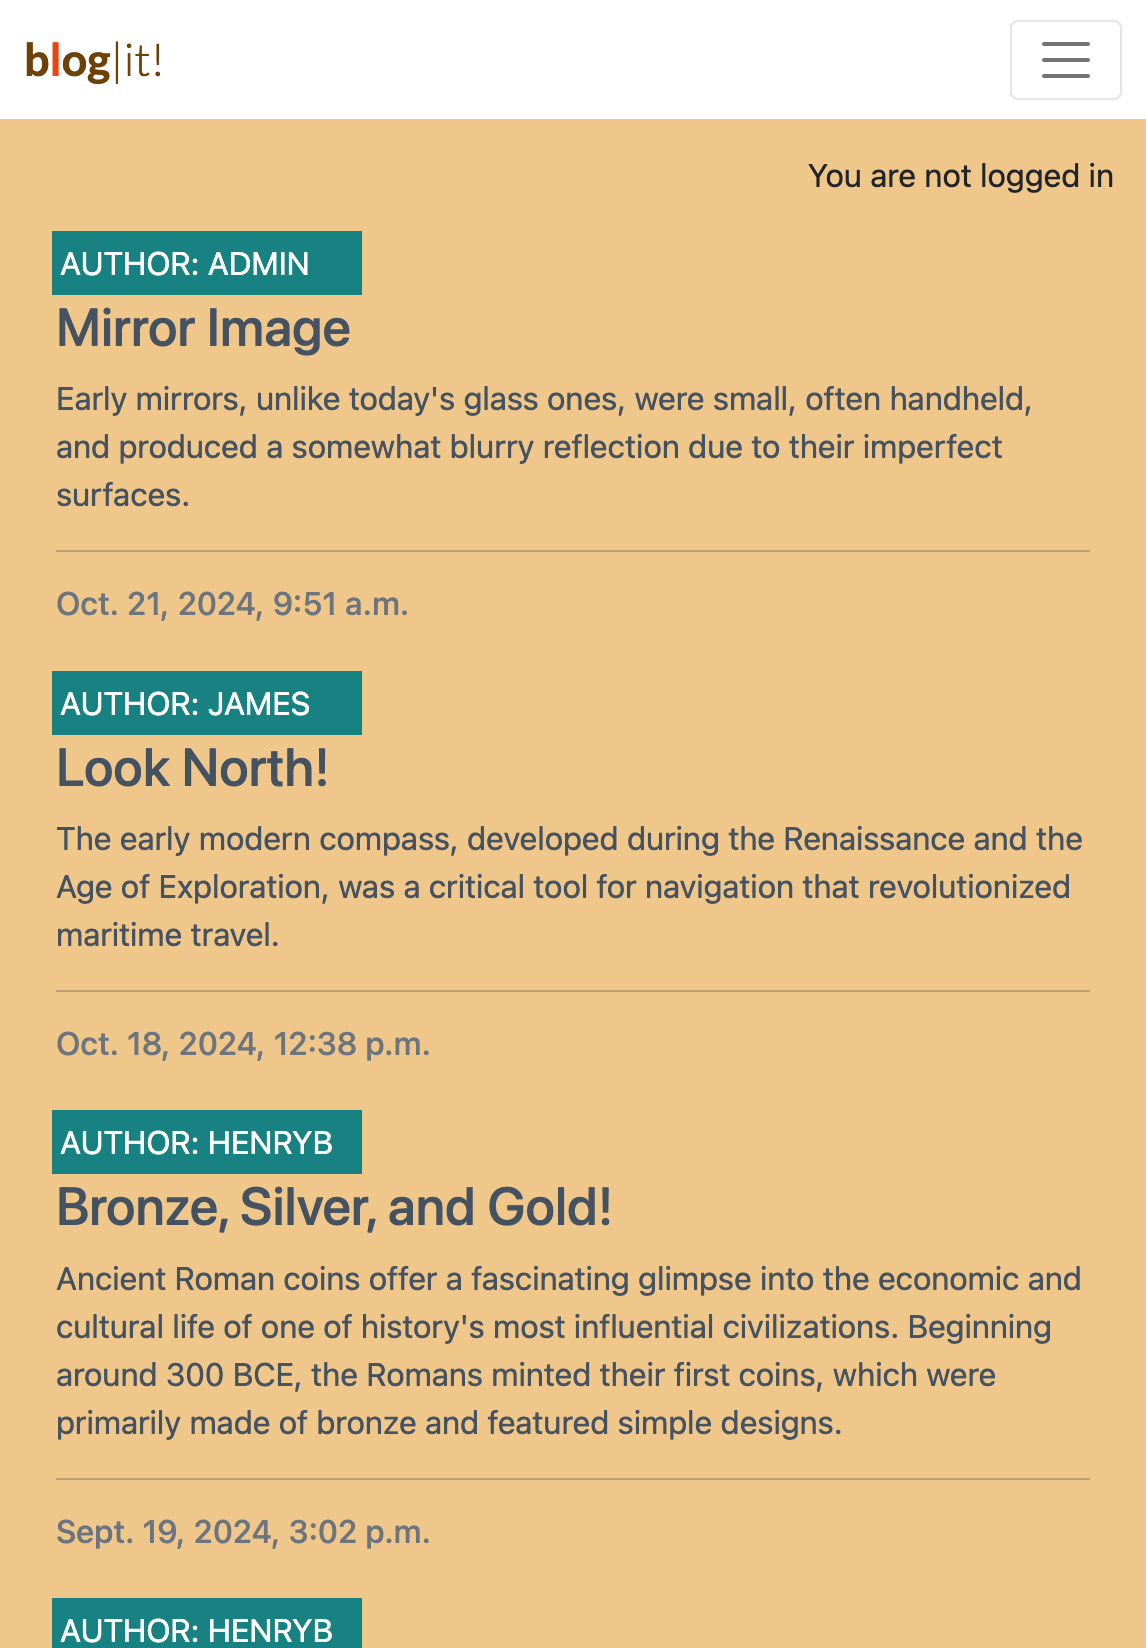 blog|it!
You are not logged in
AUTHOR: ADMIN
Mirror Image
Early mirrors, unlike today's glass ones, were small, often handheld,
and produced a somewhat blurry reflection due to their imperfect
surfaces.
Oct. 21, 2024, 9:51 a.m.
AUTHOR: JAMES
Look North!
The early modern compass, developed during the Renaissance and the
Age of Exploration, was a critical tool for navigation that revolutionized
maritime travel.
Oct. 18, 2024, 12:38 p.m.
AUTHOR: HENRYB
Bronze, Silver, and Gold!
Ancient Roman coins offer a fascinating glimpse into the economic and
cultural life of one of history's most influential civilizations. Beginning
around 300 BCE, the Romans minted their first coins, which were
primarily made of bronze and featured simple designs.
Sept. 19, 2024, 3:02 p.m.
AUTHOR: HENRYB